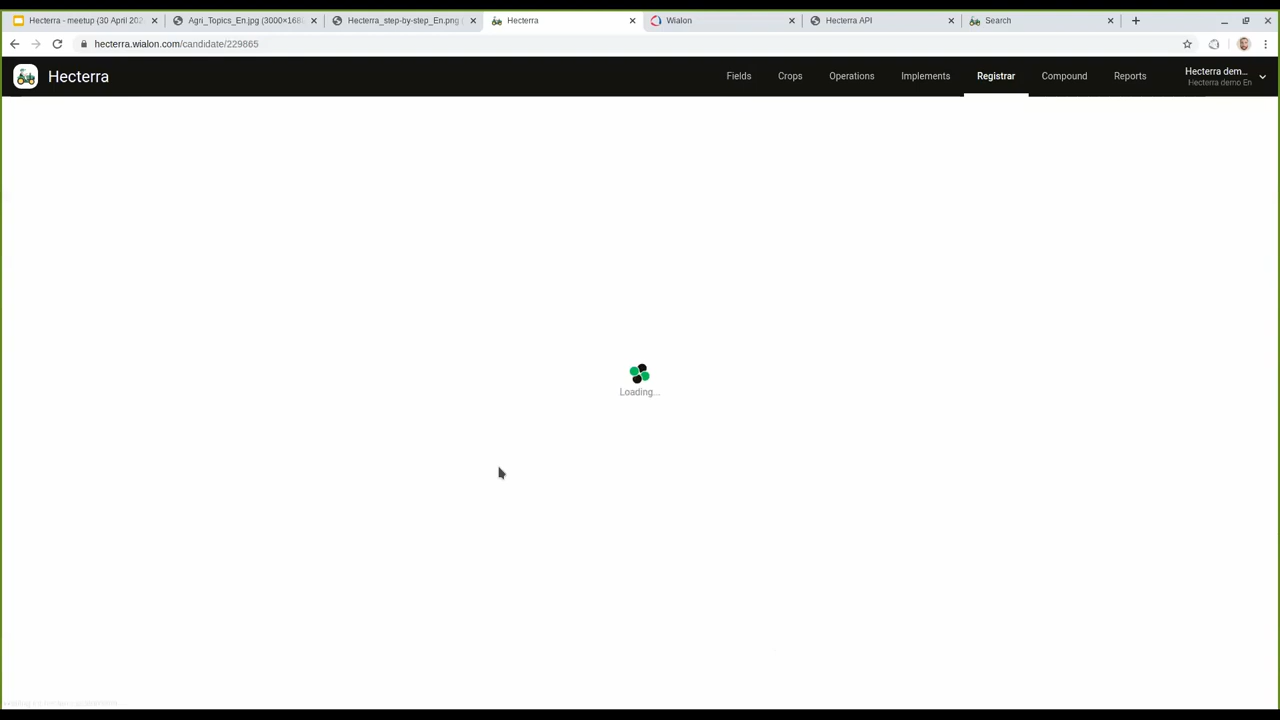 Hecterra - meetup (30 April 202
Agri_Topics_En.jpg (3000×168
Hecterra_step-by-step_En.png (
Hecterra
Wialon
Hecterra API
Search
hecterra.wialon.com/candidate/229865
Hecterra
Fields
Crops
Operations
Implements
Registrar
Compound
Reports
Hecterra dem...
Hecterra demo En
Loading...